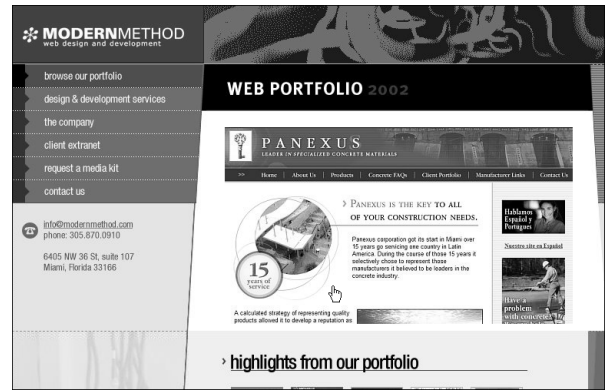 MODERNMETHOD
web design and development
browse our portfolio
design & development services
the company
client extranet
request a media kit
contact us
info@modernmethod.com
phone: 305.870.0910
6405 NW 36 St, suite 107
Miami, Florida 33166
WEB PORTFOLIO 2002
PANEXUS
LEADER IN SPECIALIZED CONCRETE MATERIALS
>> Home | About Us | Products | Concrete FAQs | Client Portfolio | Manufacturer Links | Contact Us
> PANEXUS IS THE KEY TO ALL
OF YOUR CONSTRUCTION NEEDS.
Panexus corporation got its start in Miami over
15 years go servicing one country in Latin
America. During the course of those 15 years it
selectively chose to represent those
manufacturers it believed to be leaders in the
concrete industry.
15
years of
service
A calculated strategy of representing quality
products allowed it to develop a reputation as
Hablamos
Español y
Portugues
Nuestro site en Español
Have a
problem
with concrete?
› highlights from our portfolio